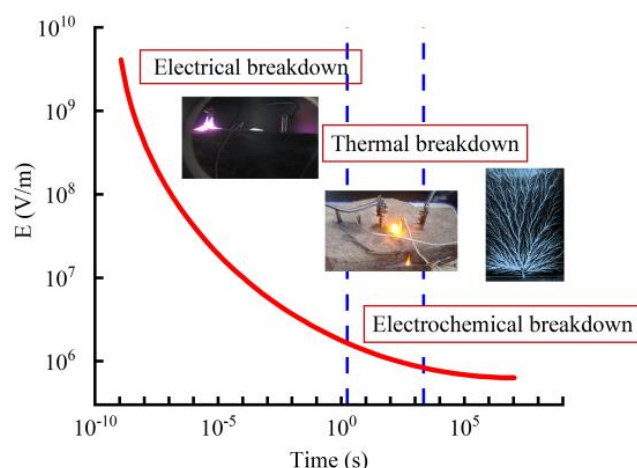 10^10
Electrical breakdown
10^9
Thermal breakdown
E (V/m)
10^8
10^7
Electrochemical breakdown
10^6
10^-10 10^-5 10^0 10^5
Time (s)